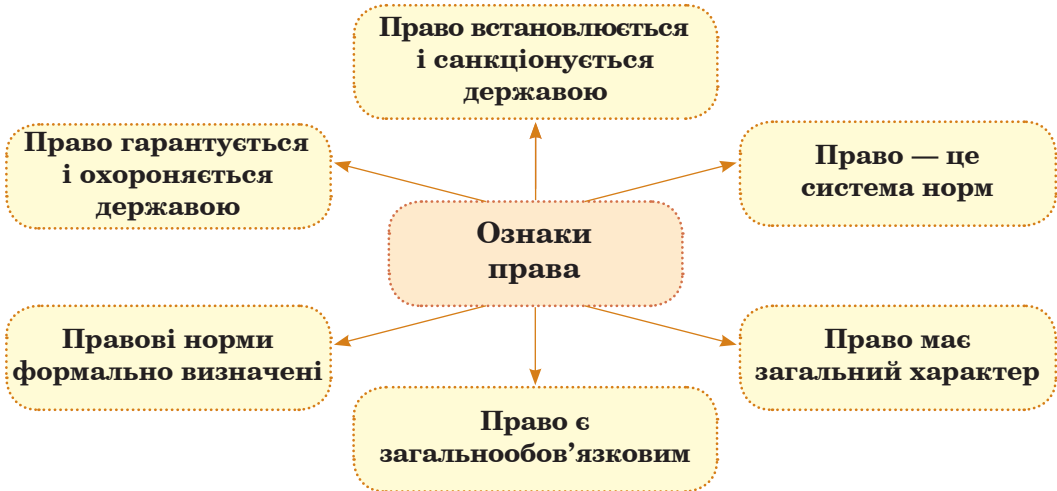 Право встановлюється
і санкціонується
державою
Право гарантується
і охороняється
державою
Право — це
система норм
Ознаки
права
Правові норми
формально визначені
Право має
загальний характер
Право є
загальнообов’язковим